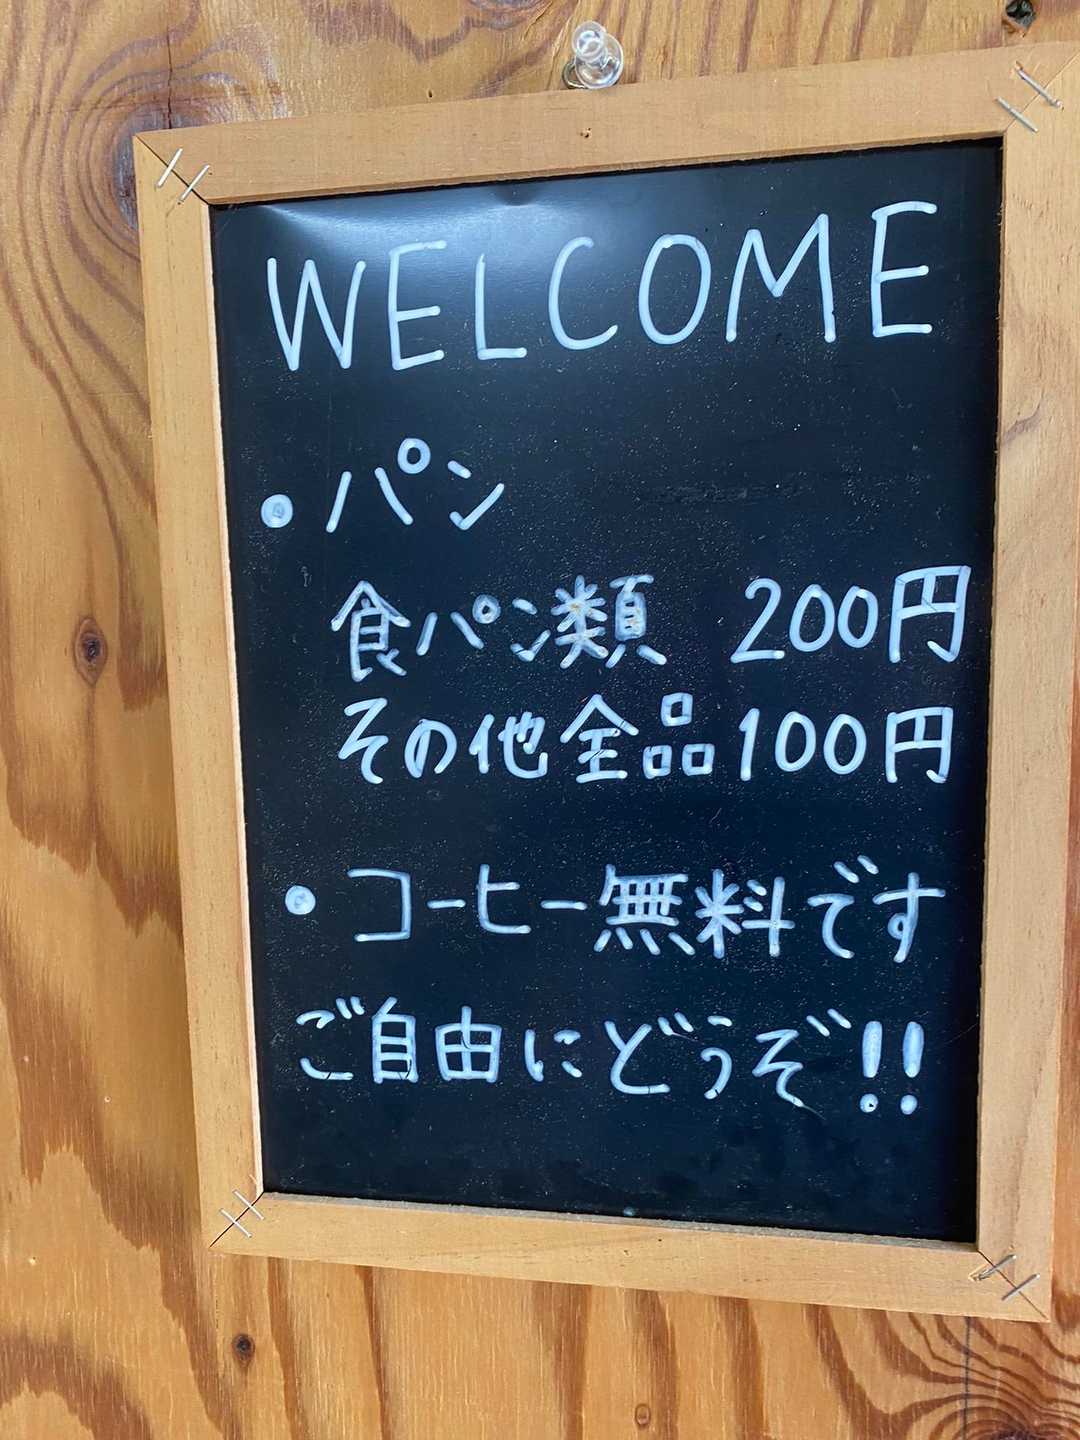 WELCOME
・パン
食パン類 200円
その他全品100円
・コーヒー無料です
ご自由にどうぞ!!